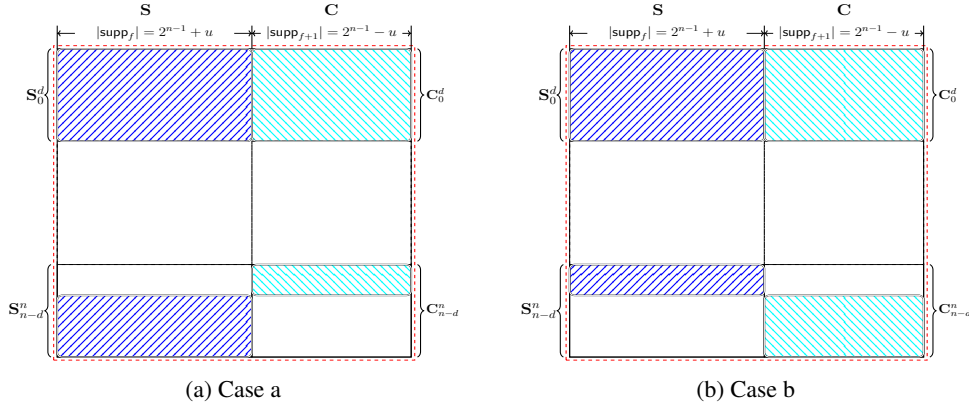 S C S C
|supp_f| = 2^{n−1} + u |supp_{f+1}| = 2^{n−1} − u |supp_f| = 2^{n−1} + u |supp_{f+1}| = 2^{n−1} − u
S_0^d C_0^d S_0^d C_0^d
S_{n−d}^n C_{n−d}^n S_{n−d}^n C_{n−d}^n
(a) Case a (b) Case b